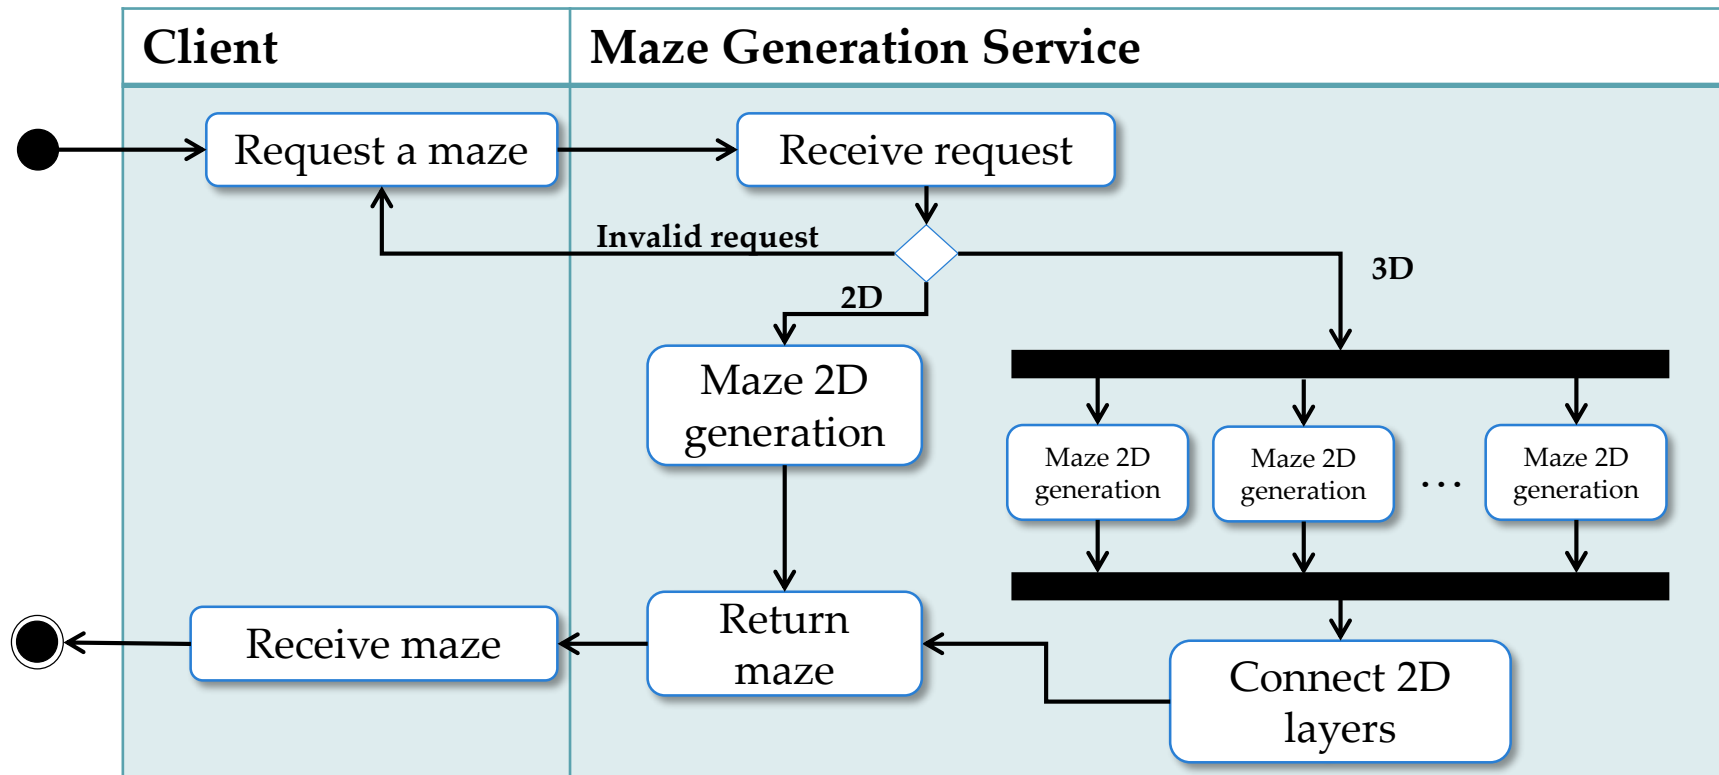 Client
Maze Generation Service
Request a maze
Receive request
Invalid request
3D
2D
Maze 2D
generation
Maze 2D
generation
Maze 2D
generation
...
Maze 2D
generation
Receive maze
Return
maze
Connect 2D
layers